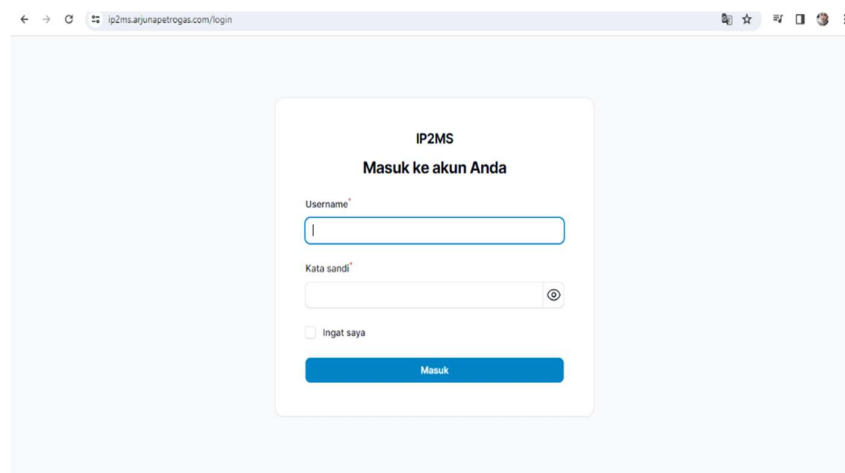 ip2ms.arjunapetrogas.com/login
IP2MS
Masuk ke akun Anda
Username*
Kata sandi*
Ingat saya
Masuk